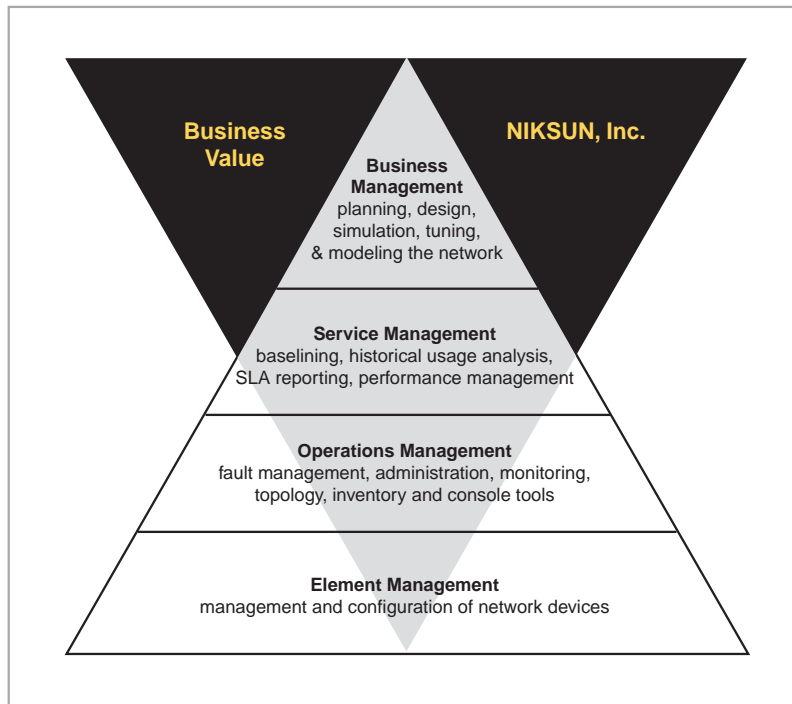 Business
Value
NIKSUN, Inc.
Business
Management
planning, design,
simulation, tuning,
& modeling the network
Service Management
baselining, historical usage analysis,
SLA reporting, performance management
Operations Management
fault management, administration, monitoring,
topology, inventory and console tools
Element Management
management and configuration of network devices